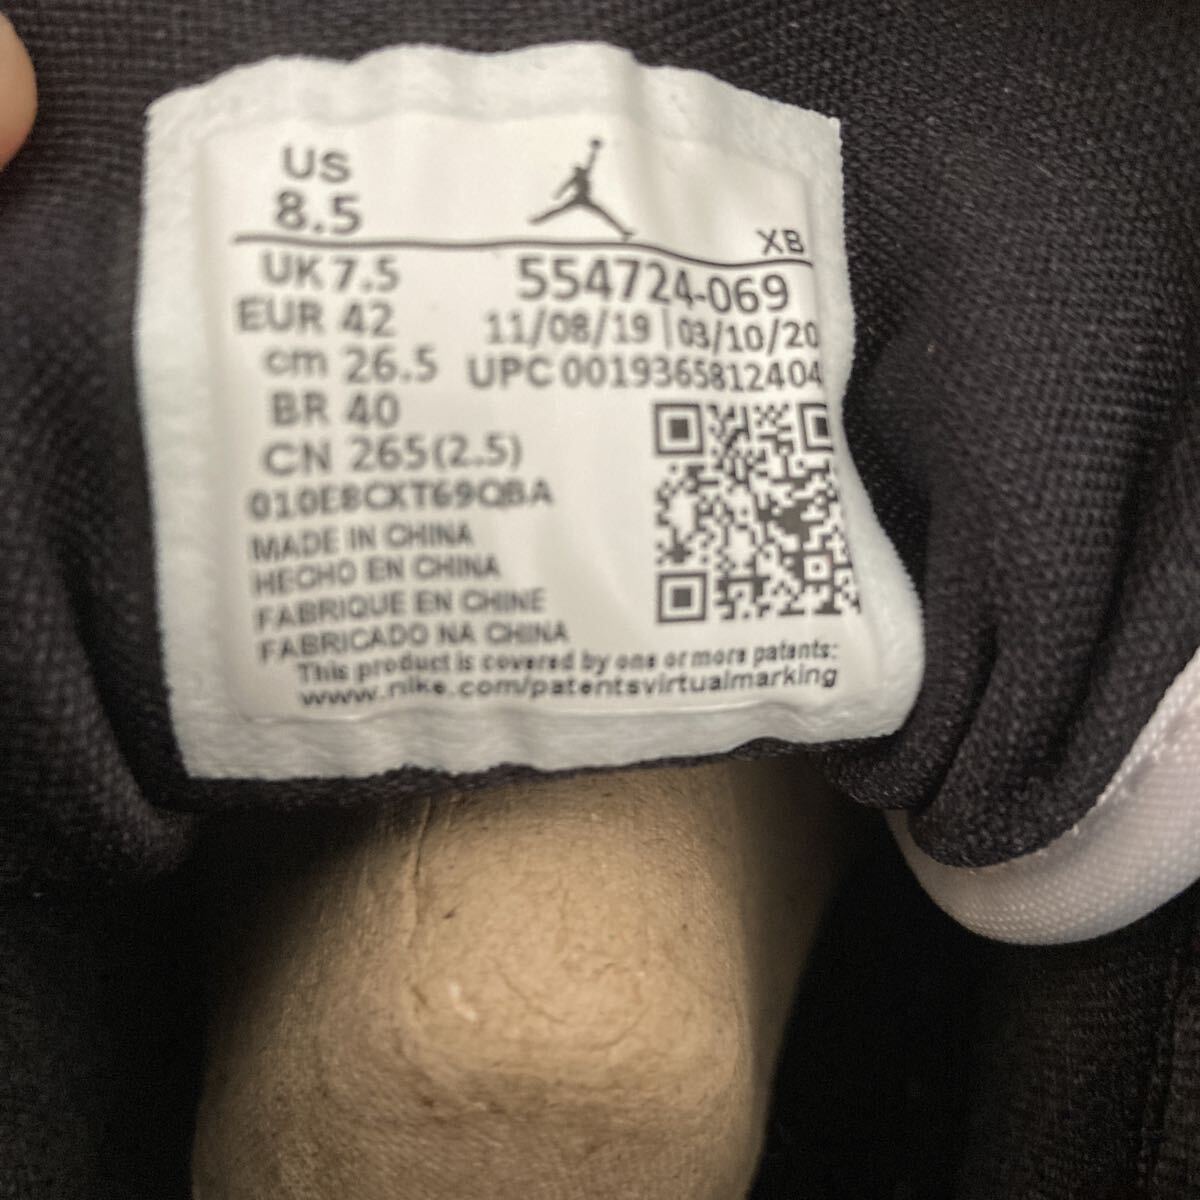 US
8.5
XB
UK 7.5
554724-069
EUR 42
11/08/19 | 03/10/20
cm 26.5
UPC 0019365812404
BR 40
CN 265(2.5)
010E8CXT69QBA
MADE IN CHINA
HECHO EN CHINA
FABRIQUE EN CHINE
FABRICADO NA CHINA
This product is covered by one or more patents:
www.nike.com/patentsvirtualmarking